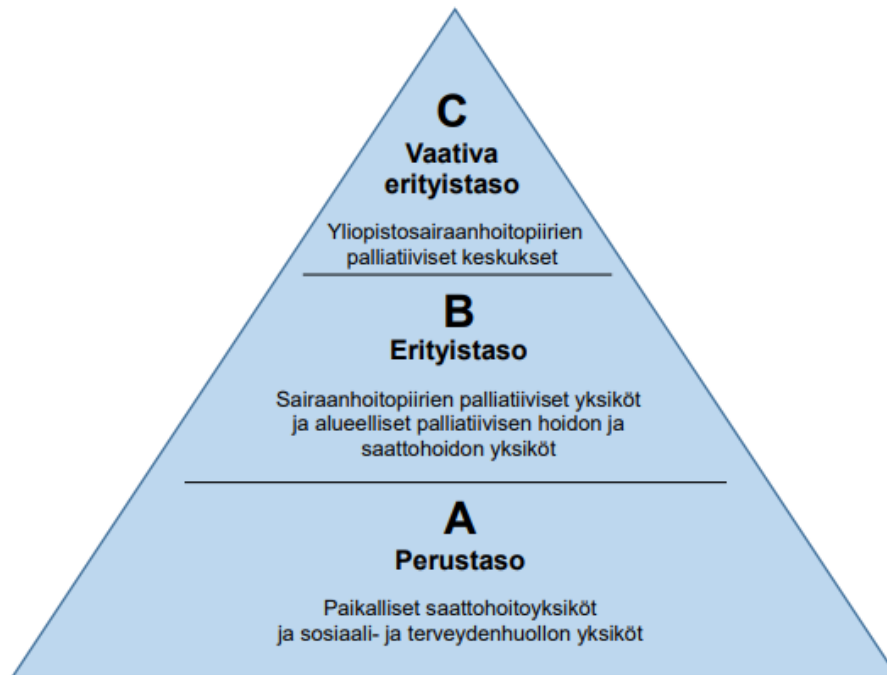 C
Vaativa
erityistaso
Yliopistosairaanhoitopiirien
palliatiiviset keskukset
B
Erityistaso
Sairaanhoitopiirien palliatiiviset yksiköt
ja alueelliset palliatiivisen hoidon ja
saattohoidon yksiköt
A
Perustaso
Paikalliset saattohoitoyksiköt
ja sosiaali- ja terveydenhuollon yksiköt